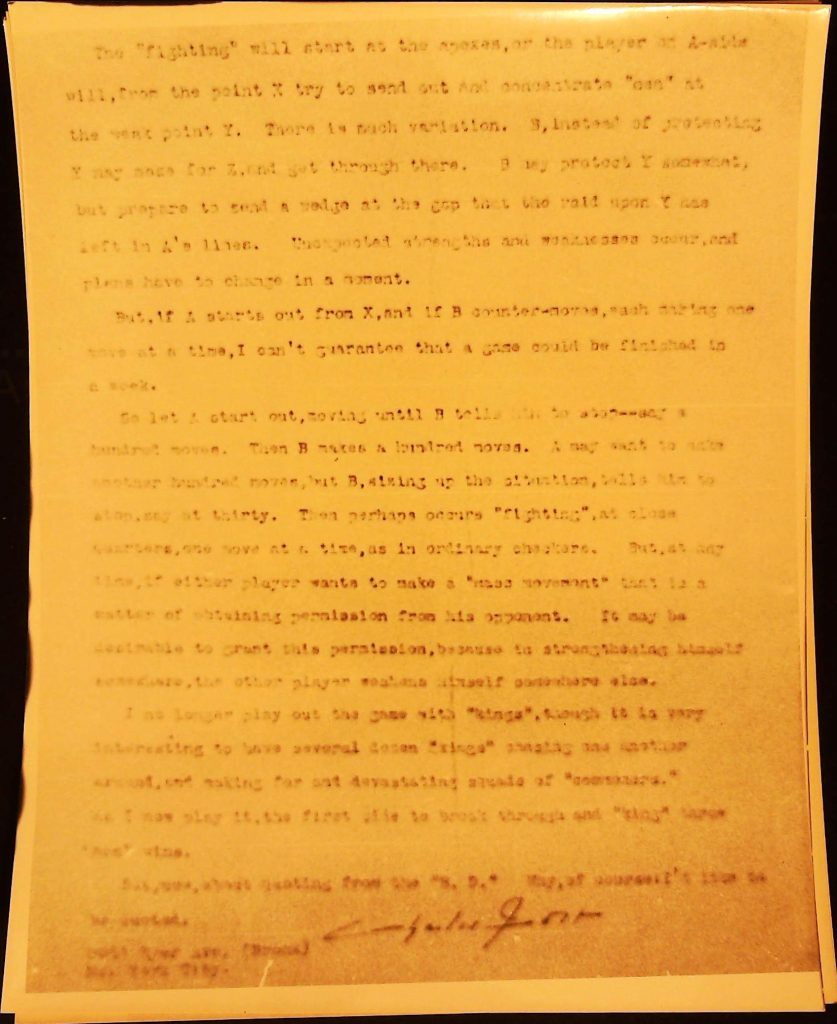 The "fighting" will start at the apexes,or the player on A-side
will,from the point X try to send out and concentrate "men" at
the weak point Y. There is much variation. B,instead of protecting
Y may make for Z,and get through there. B may protect Y somewhat,
but prepare to send a wedge at the gap that the raid upon Y has
left in A's lines. Unexpected strengths and weaknesses occur,and
plans have to change in a moment.
But,if A starts out from X,and if B counter-moves,each making one
move at a time,I can't guarantee that a game could be finished in
a week.
So let A start out,moving until B tells him to stop--say a
hundred moves. Then B makes a hundred moves. A may want to make
another hundred moves,but B,sizing up the situation,tells him to
stop,say at thirty. Then perhaps occurs "fighting",at close
quarters,one move at a time,as in ordinary checkers. But,at any
time,if either player wants to make a "mass movement" that is a
matter of obtaining permission from his opponent. It may be
desirable to grant this permission,because in strengthening himself
somewhere,the other player weakens himself somewhere else.
I no longer play out the game with "kings",though it is very
interesting to have several dozen "kings" chasing one another
around,and making for and devastating squads of "commoners."
As I now play it,the first side to break through and "king" three
"men" wins.
But,now,about quoting from the "B. D." Why,of course!I'd like to
be quoted.
Charles Fort
Ave. (Bronx)
New York City.